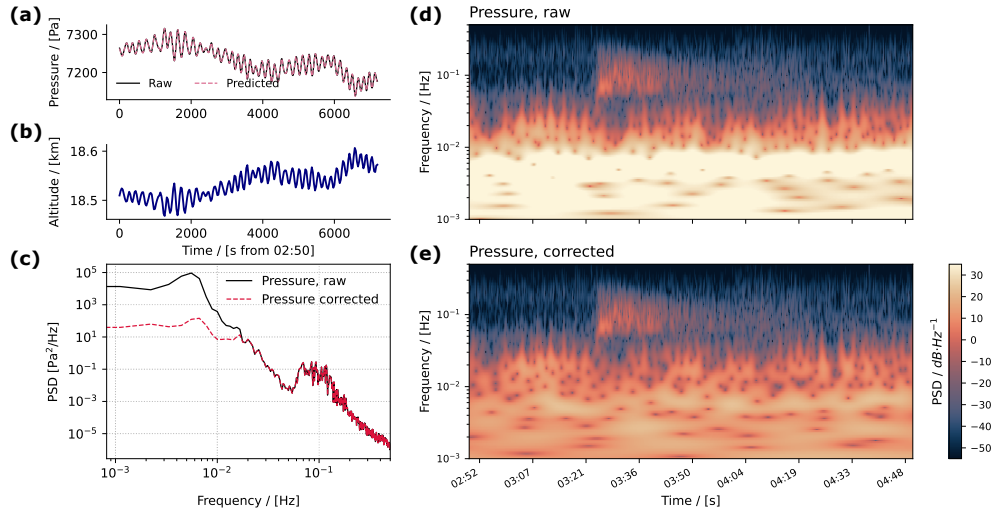 (a)
7300
7200
Pressure / [Pa]
Raw
Predicted
0
2000
4000
6000
(b)
18.6
18.5
Altitude / [km]
0
2000
4000
6000
Time / [s from 02:50]
(c)
10⁵
10³
10¹
10⁻¹
10⁻³
10⁻⁵
PSD [Pa²/Hz]
Pressure, raw
Pressure corrected
10⁻³
10⁻²
10⁻¹
Frequency / [Hz]
(d)
Pressure, raw
10⁻¹
10⁻²
10⁻³
Frequency / [Hz]
(e)
Pressure, corrected
10⁻¹
10⁻²
10⁻³
Frequency / [Hz]
02:52
03:07
03:21
03:36
03:50
04:04
04:19
04:33
04:48
Time / [s]
30
20
10
0
−10
−20
−30
−40
−50
PSD / dB·Hz⁻¹